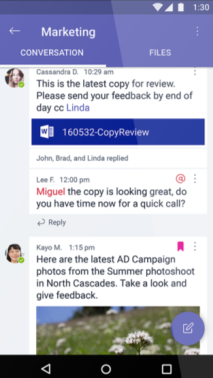 1:30
Marketing
CONVERSATION FILES
Cassandra D. 10:29 am
This is the latest copy for review.
Please send your feedback by end of
day cc Linda
160532-CopyReview
John, Brad, and Linda replied
Lee F. 12:00 pm
Miguel the copy is looking great, do
you have time now for a quick call?
Reply
Kayo M. 1:15 pm
Here are the latest AD Campaign
photos from the Summer photoshoot
in North Cascades. Take a look and
give feedback.